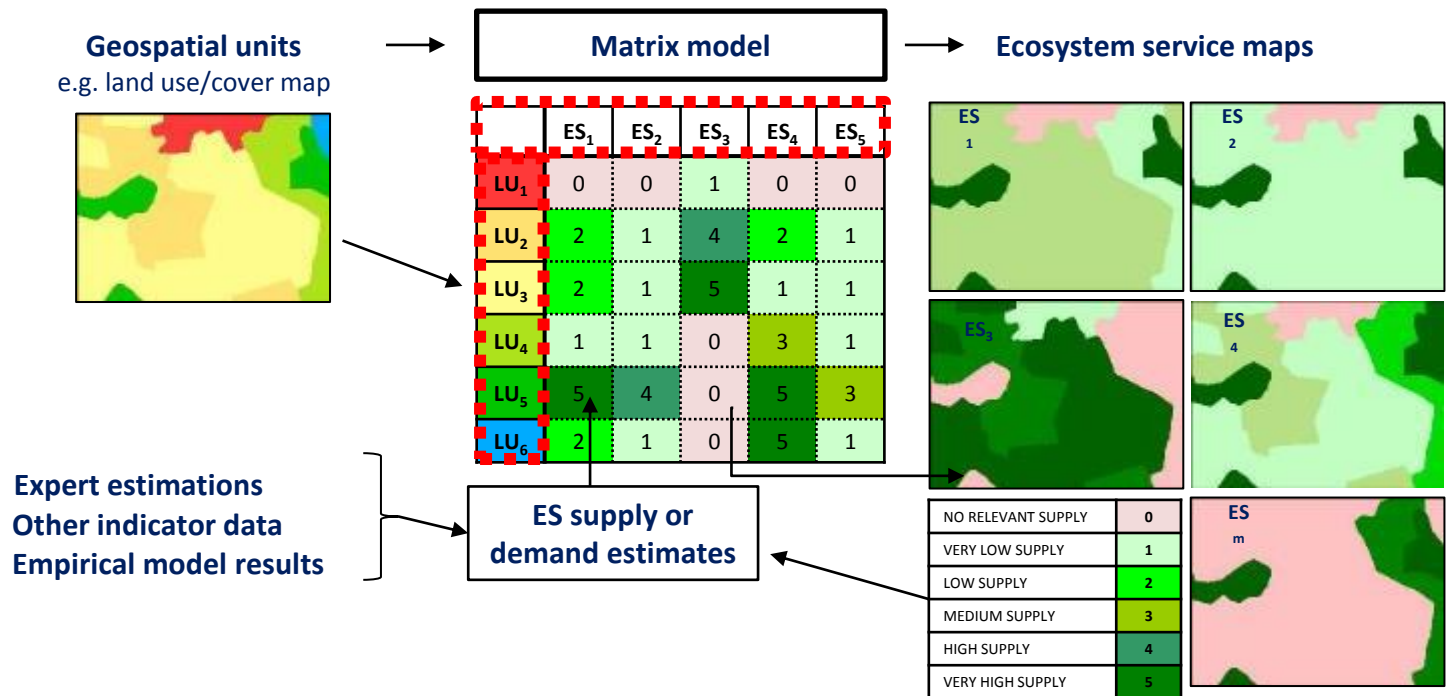 Geospatial units
e.g. land use/cover map
Matrix model
Ecosystem service maps
ES₁ ES₂ ES₃ ES₄ ES₅
LU₁ 0 0 1 0 0
LU₂ 2 1 4 2 1
LU₃ 2 1 5 1 1
LU₄ 1 1 0 3 1
LU₅ 5 4 0 5 3
LU₆ 2 1 0 5 1
Expert estimations
Other indicator data
Empirical model results
ES supply or
demand estimates
ES
1
ES
2
ES₃
ES
4
ES
m
NO RELEVANT SUPPLY 0
VERY LOW SUPPLY 1
LOW SUPPLY 2
MEDIUM SUPPLY 3
HIGH SUPPLY 4
VERY HIGH SUPPLY 5